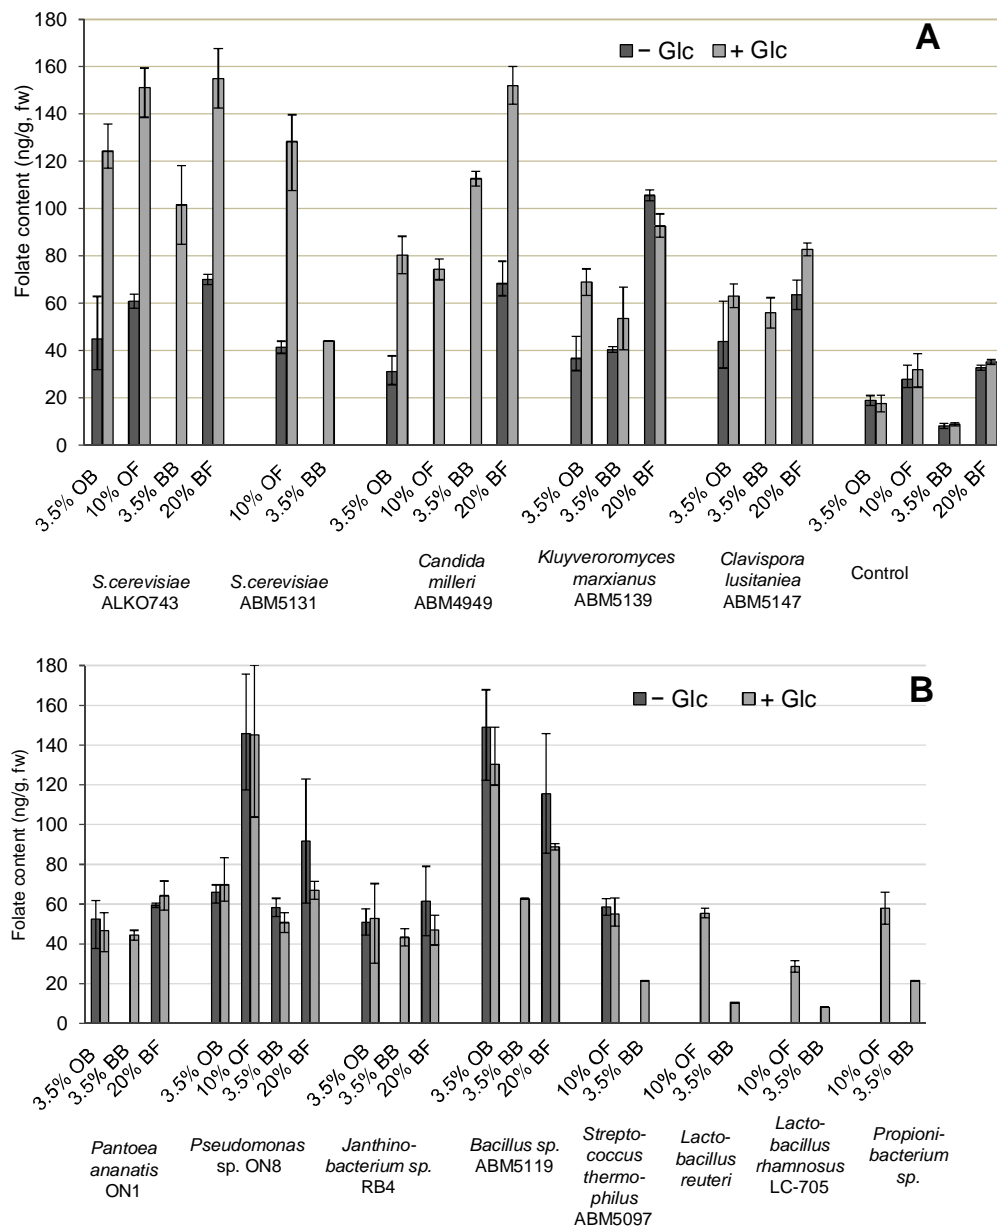 A
− Glc + Glc
Folate content (ng/g, fw)
180
160
140
120
100
80
60
40
20
0
3.5% OB 10% OF 3.5% BB 20% BF 10% OF 3.5% BB 3.5% OB 10% OF 3.5% BB 20% BF 3.5% OB 3.5% BB 20% BF 3.5% OB 3.5% BB 20% BF 3.5% OB 10% OF 3.5% BB 20% BF
S.cerevisiae
ALKO743
S.cerevisiae
ABM5131
Candida
milleri
ABM4949
Kluyveroromyces
marxianus
ABM5139
Clavispora
lusitaniea
ABM5147
Control
B
− Glc + Glc
Folate content (ng/g, fw)
180
160
140
120
100
80
60
40
20
0
3.5% OB 3.5% BB 20% BF 3.5% OB 10% OF 3.5% BB 20% BF 3.5% OB 3.5% BB 20% BF 3.5% OB 3.5% BB 20% BF 10% OF 3.5% BB 10% OF 3.5% BB 10% OF 3.5% BB 10% OF 3.5% BB
Pantoea
ananatis
ON1
Pseudomonas
sp. ON8
Janthino-
bacterium sp.
RB4
Bacillus sp.
ABM5119
Strepto-
coccus
thermo-
philus
ABM5097
Lacto-
bacillus
reuteri
Lacto-
bacillus
rhamnosus
LC-705
Propioni-
bacterium
sp.